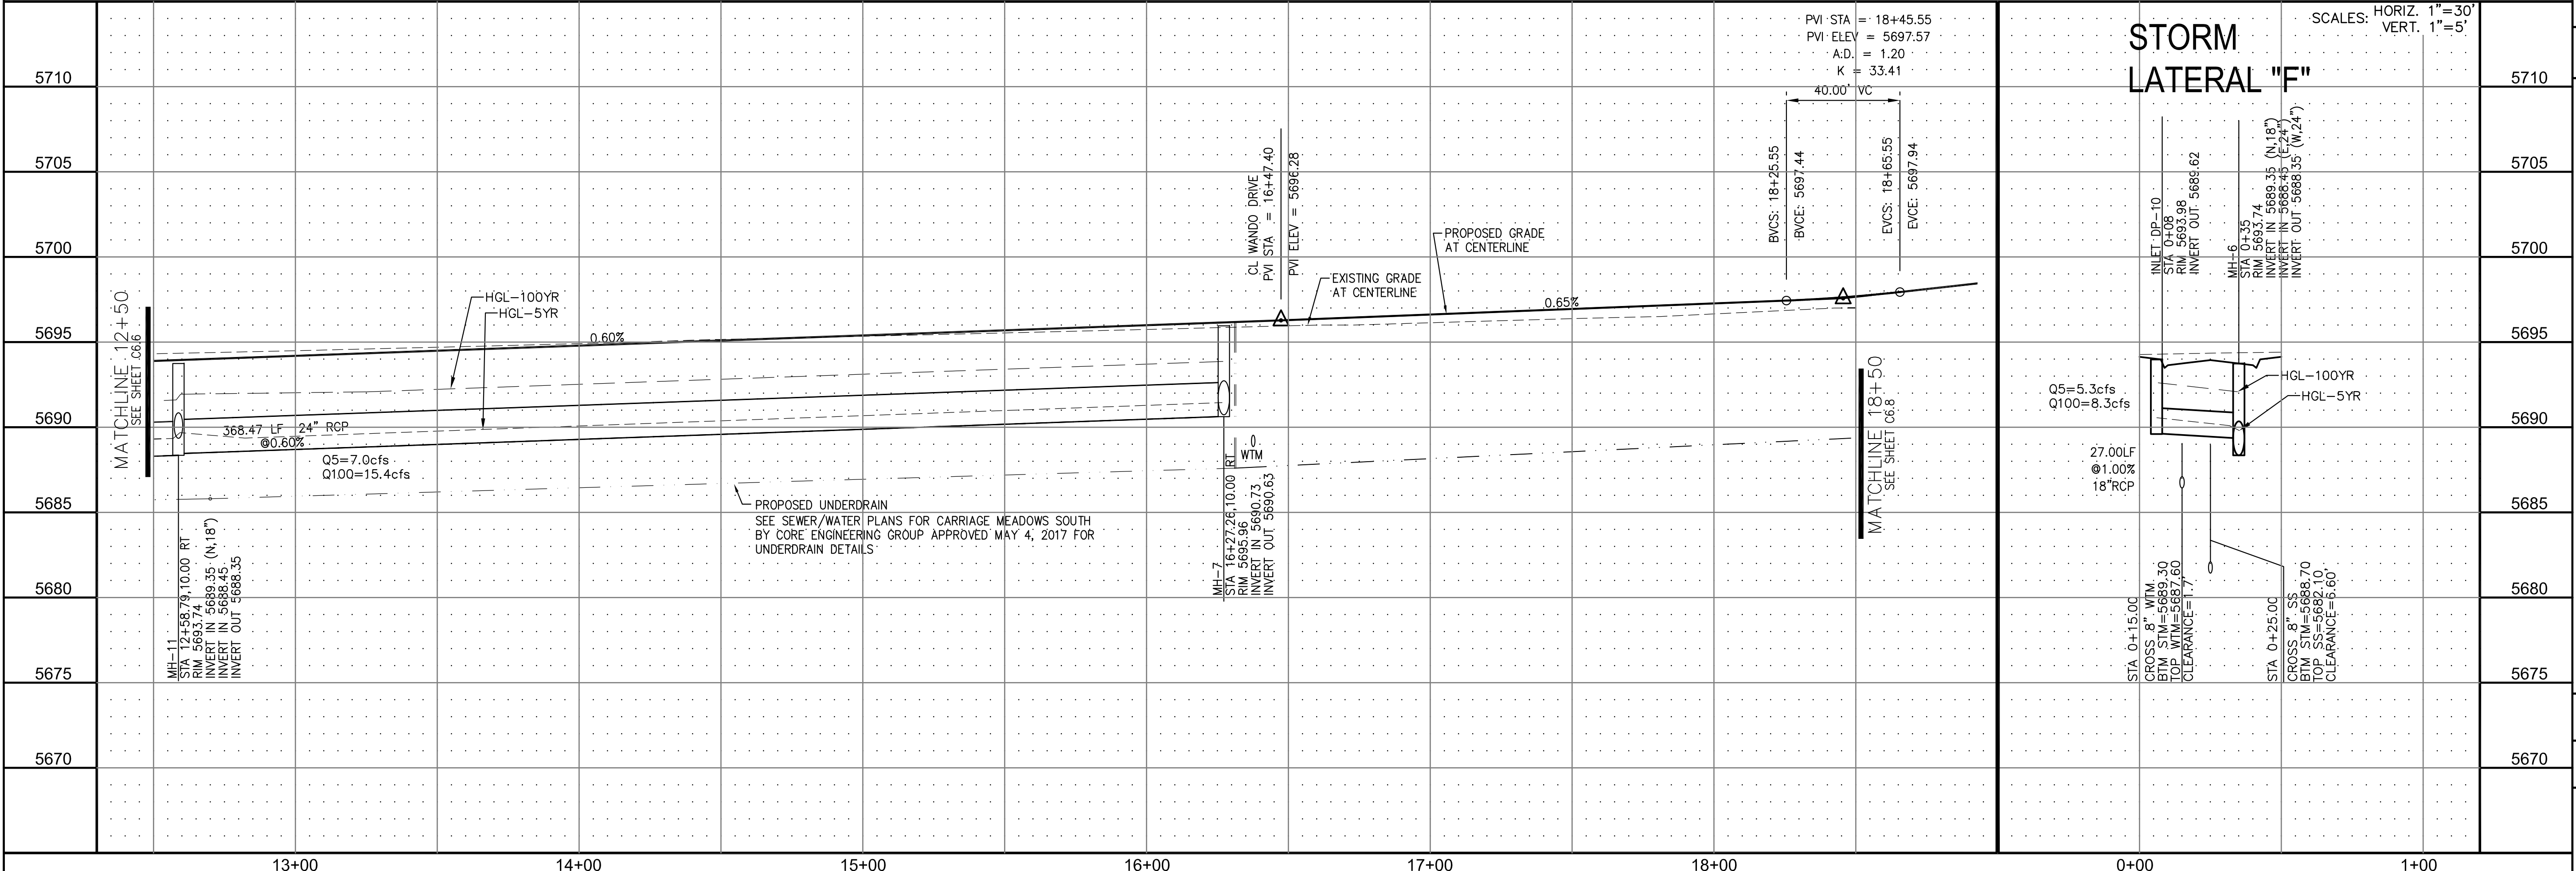 SCALES: HORIZ. 1"=30'
VERT. 1"=5'
STORM
LATERAL "F"
PVI STA = 18+45.55
PVI ELEV = 5697.57
A.D. = 1.20
K = 33.41
40.00' VC
BVCS: 18+25.55
BVCE: 5697.44
EVCS: 18+65.55
EVCE: 5697.94
5710
5705
5700
5695
5690
5685
5680
5675
5670
MATCHLINE 12+50
SEE SHEET C6.6
HGL-100YR
HGL-5YR
0.60%
368.47 LF 24" RCP
@0.60%
Q5=7.0cfs
Q100=15.4cfs
MH-11
STA 12+58.79,10.00 RT
RIM 5693.74
INVERT IN 5689.35 (N,18")
INVERT IN 5688.45
INVERT OUT 5688.35
PROPOSED UNDERDRAIN
SEE SEWER/WATER PLANS FOR CARRIAGE MEADOWS SOUTH
BY CORE ENGINEERING GROUP APPROVED MAY 4, 2017 FOR
UNDERDRAIN DETAILS
CL WANDO DRIVE
PVI STA = 16+47.40
PVI ELEV = 5696.28
EXISTING GRADE
AT CENTERLINE
PROPOSED GRADE
AT CENTERLINE
0.65%
WTM
MH-7
STA 16+27.26,10.00 RT
RIM 5695.96
INVERT IN 5690.73
INVERT OUT 5690.63
MATCHLINE 18+50
SEE SHEET C6.8
INLET DP-10
STA 0+08
RIM 5693.98
INVERT OUT 5689.62
MH-6
STA 0+35
RIM 5693.74
INVERT IN 5689.35 (N,18")
INVERT IN 5688.45 (E,24")
INVERT OUT 5688.35 (W,24")
Q5=5.3cfs
Q100=8.3cfs
HGL-100YR
HGL-5YR
27.00LF
@1.00%
18"RCP
STA 0+15.00
CROSS 8" WTM
BTM STM=5689.30
TOP WTM=5687.60
CLEARANCE=1.7'
STA 0+25.00
CROSS 8" SS
BTM STM=5688.70
TOP SS=5682.10
CLEARANCE=6.60'
5710
5705
5700
5695
5690
5685
5680
5675
5670
13+00
14+00
15+00
16+00
17+00
18+00
0+00
1+00